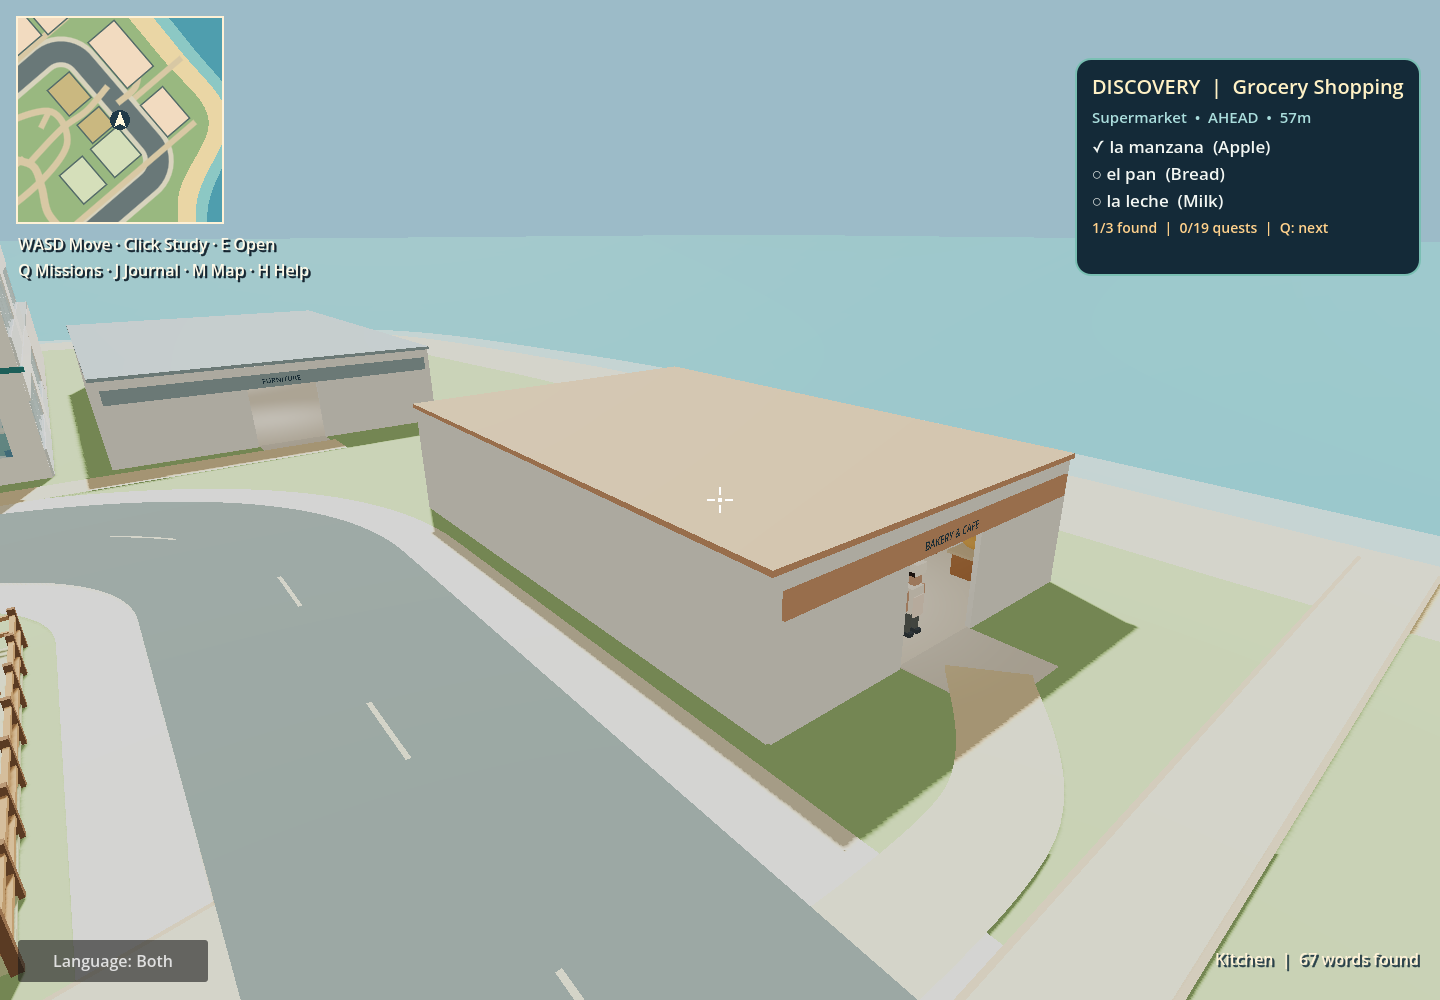 DISCOVERY | Grocery Shopping
Supermarket • AHEAD • 57m
✓ la manzana (Apple)
○ el pan (Bread)
○ la leche (Milk)
1/3 found | 0/19 quests | Q: next
WASD Move · Click Study · E Open
Q Missions · J Journal · M Map · H Help
FURNITURE
BAKERY & CAFE
Language: Both
Kitchen | 67 words found